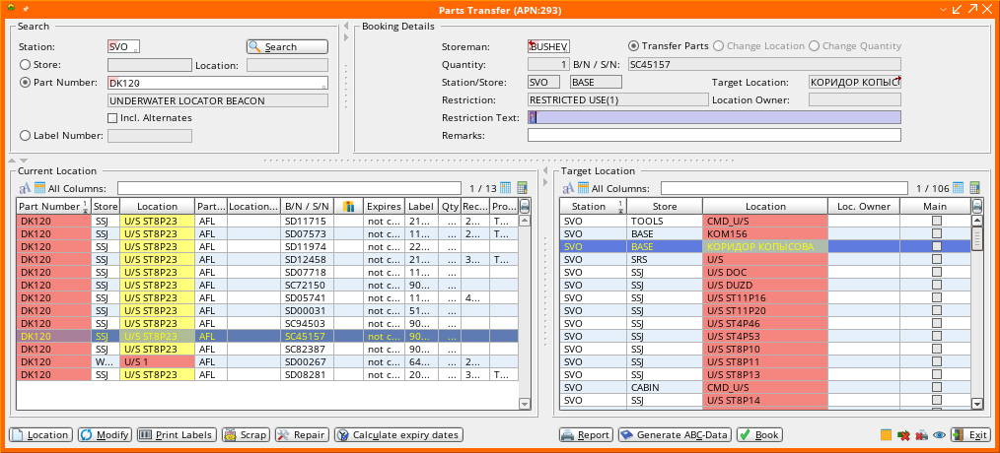 Parts Transfer (APN:293)
Search
Station: SVO Search
Store: Location:
Part Number: DK120
UNDERWATER LOCATOR BEACON
Incl. Alternates
Label Number:
Booking Details
Storeman: BUSHEV Transfer Parts Change Location Change Quantity
Quantity: 1 B/N / S/N: SC45157
Station/Store: SVO BASE Target Location: КОРИДОР КОПЫС
Restriction: RESTRICTED USE(1) Location Owner:
Restriction Text:
Remarks:
Current Location
All Columns: 1 / 13
Part Number 1 Store Location Part... Location... B/N / S/N Expires Label Qty Rec... Pro...
DK120 SSJ U/S ST8P23 AFL SD11715 not c... 21... ... 2... T...
DK120 SSJ U/S ST8P23 AFL SD07573 not c... 11... ... 2... T...
DK120 SSJ U/S ST8P23 AFL SD11974 not c... 22... ...
DK120 SSJ U/S ST8P23 AFL SD12458 not c... 21... ... 3... T...
DK120 SSJ U/S ST8P23 AFL SD07718 not c... 11... ...
DK120 SSJ U/S ST8P23 AFL SC72150 not c... 90... ...
DK120 SSJ U/S ST8P23 AFL SD05741 not c... 11... ... 4...
DK120 SSJ U/S ST8P23 AFL SD00031 not c... 51... ...
DK120 SSJ U/S ST8P23 AFL SC94503 not c... 90... ...
DK120 SSJ U/S ST8P23 AFL SC45157 not c... 90... ...
DK120 SSJ U/S ST8P23 AFL SC82387 not c... 90... ...
DK120 W... U/S 1 AFL SD00267 not c... 64... ... 2...
DK120 SSJ U/S ST8P23 AFL SD08281 not c... 20... ... 3... T...
Target Location
All Columns: 1 / 106
Station 1 Store Location Loc. Owner Main
SVO TOOLS CMD_U/S
SVO BASE KOM156
SVO BASE КОРИДОР КОПЫСОВА
SVO SRS U/S
SVO SSJ U/S DOC
SVO SSJ U/S DUZD
SVO SSJ U/S ST11P16
SVO SSJ U/S ST11P20
SVO SSJ U/S ST4P46
SVO SSJ U/S ST4P53
SVO SSJ U/S ST8P10
SVO SSJ U/S ST8P11
SVO SSJ U/S ST8P13
SVO CABIN CMD_U/S
SVO SSJ U/S ST8P14
Location Modify Print Labels Scrap Repair Calculate expiry dates Report Generate ABC-Data Book Exit